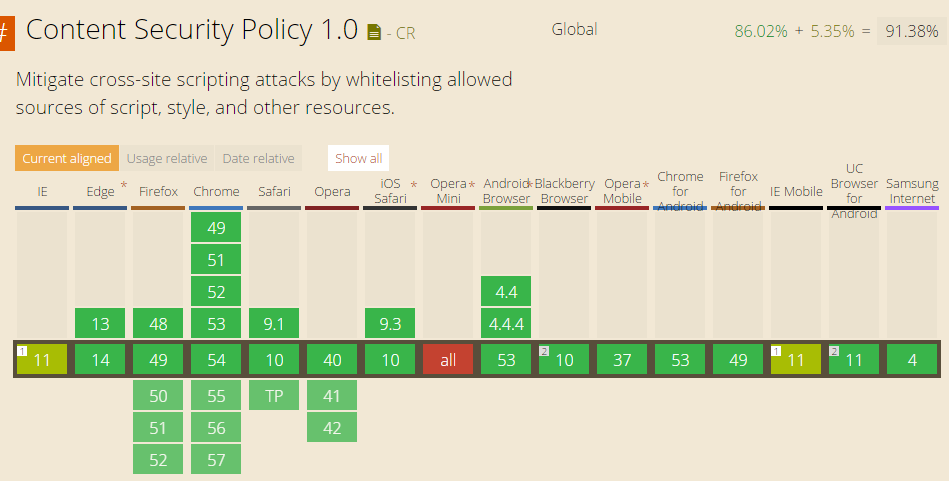 # Content Security Policy 1.0 - CR Global 86.02% + 5.35% = 91.38%
Mitigate cross-site scripting attacks by whitelisting allowed
sources of script, style, and other resources.
Current aligned Usage relative Date relative Show all
IE
Edge *
Firefox
Chrome
Safari
Opera
iOS *
Safari
Opera *
Mini
Android *
Browser
Blackberry
Browser
Opera *
Mobile
Chrome
for
Android
Firefox
for
Android
IE Mobile
UC
Browser
for
Android
Samsung
Internet
49
51
52 4.4
13 48 53 9.1 9.3 4.4.4
1 11 14 49 54 10 40 10 all 53 2 10 37 53 49 1 11 2 11 4
50 55 TP 41
51 56 42
52 57